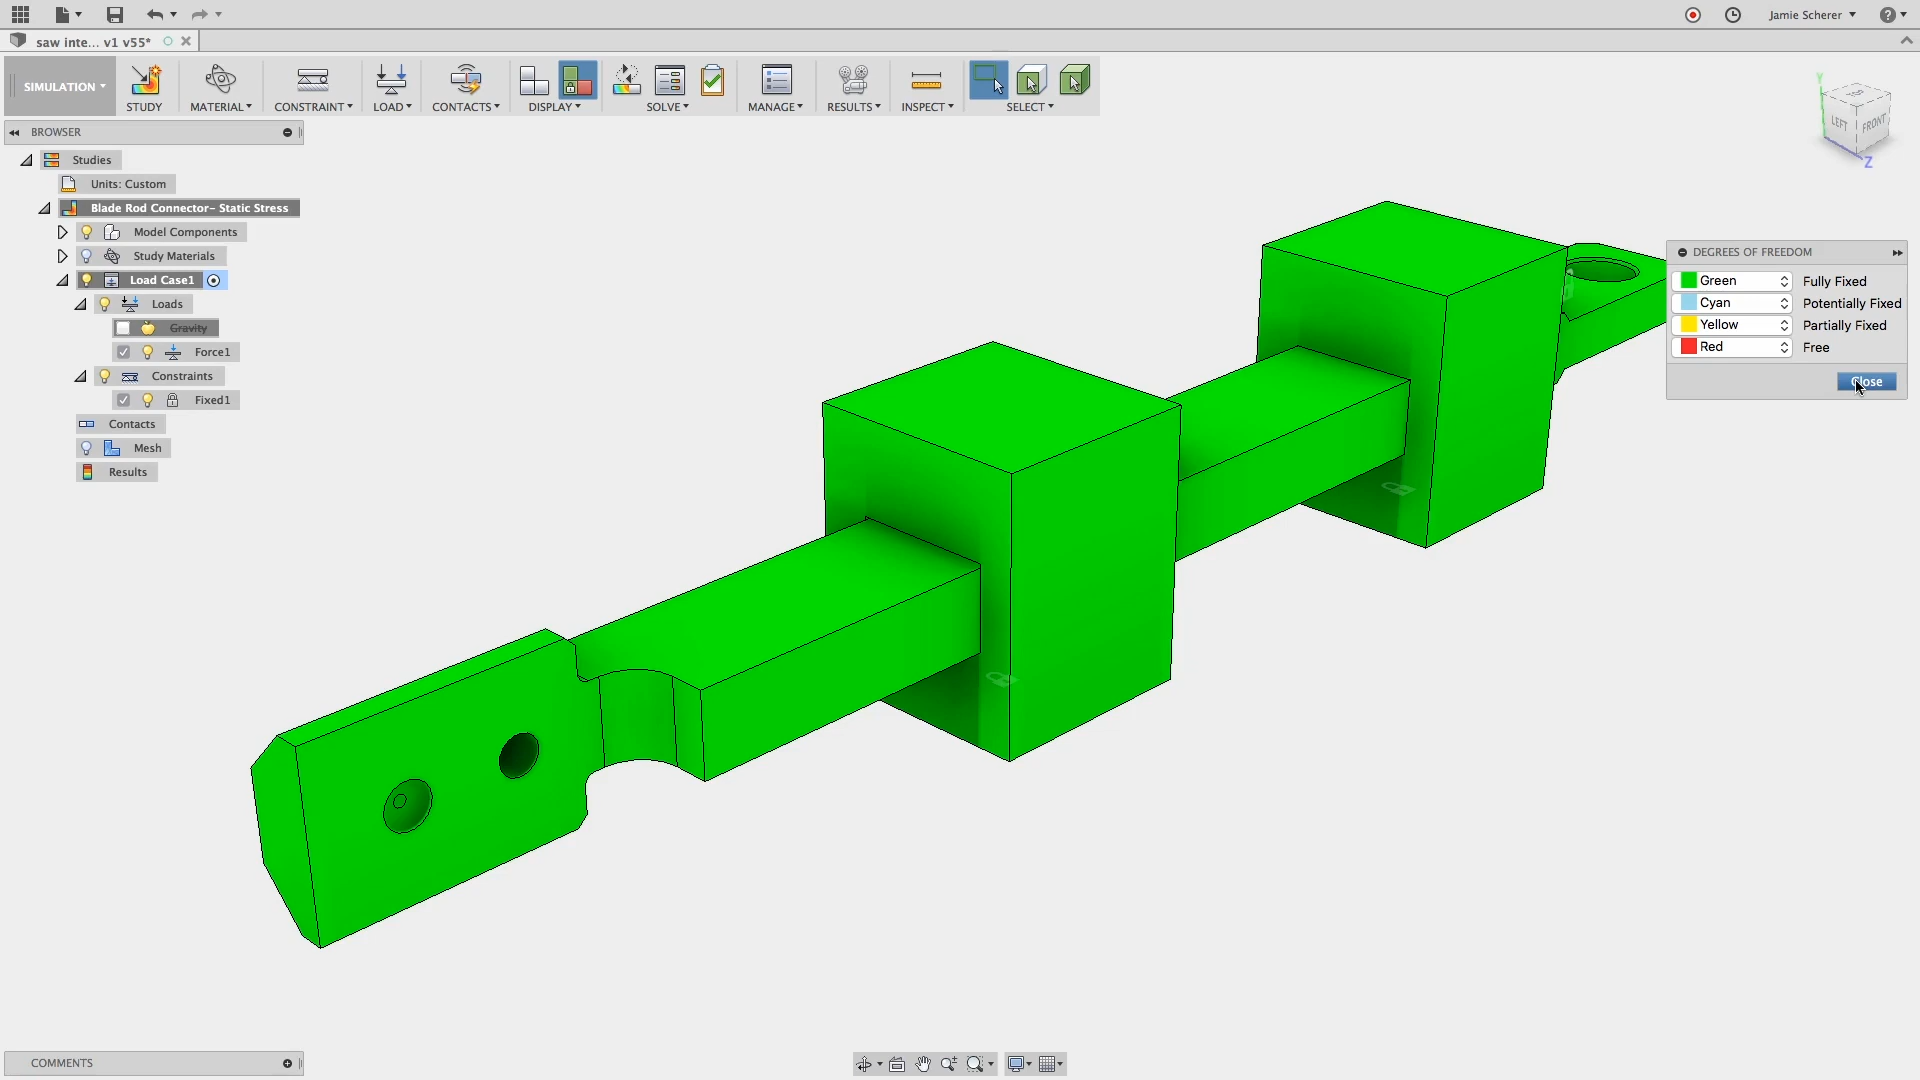 Jamie Scherer
saw inte... v1 v55*
SIMULATION
STUDY
MATERIAL
CONSTRAINT
LOAD
CONTACTS
DISPLAY
SOLVE
MANAGE
RESULTS
INSPECT
SELECT
Y
TOP
LEFT
FRONT
Z
BROWSER
Studies
Units: Custom
Blade Rod Connector- Static Stress
Model Components
Study Materials
Load Case1
Loads
Gravity
Force1
Constraints
Fixed1
Contacts
Mesh
Results
DEGREES OF FREEDOM
Green Fully Fixed
Cyan Potentially Fixed
Yellow Partially Fixed
Red Free
Close
COMMENTS